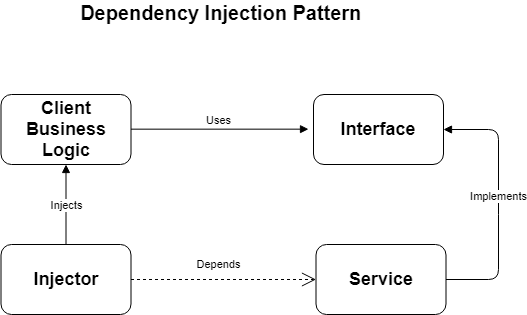 Dependency Injection Pattern
Client
Business
Logic
Uses
Interface
Injects
Implements
Injector
Depends
Service